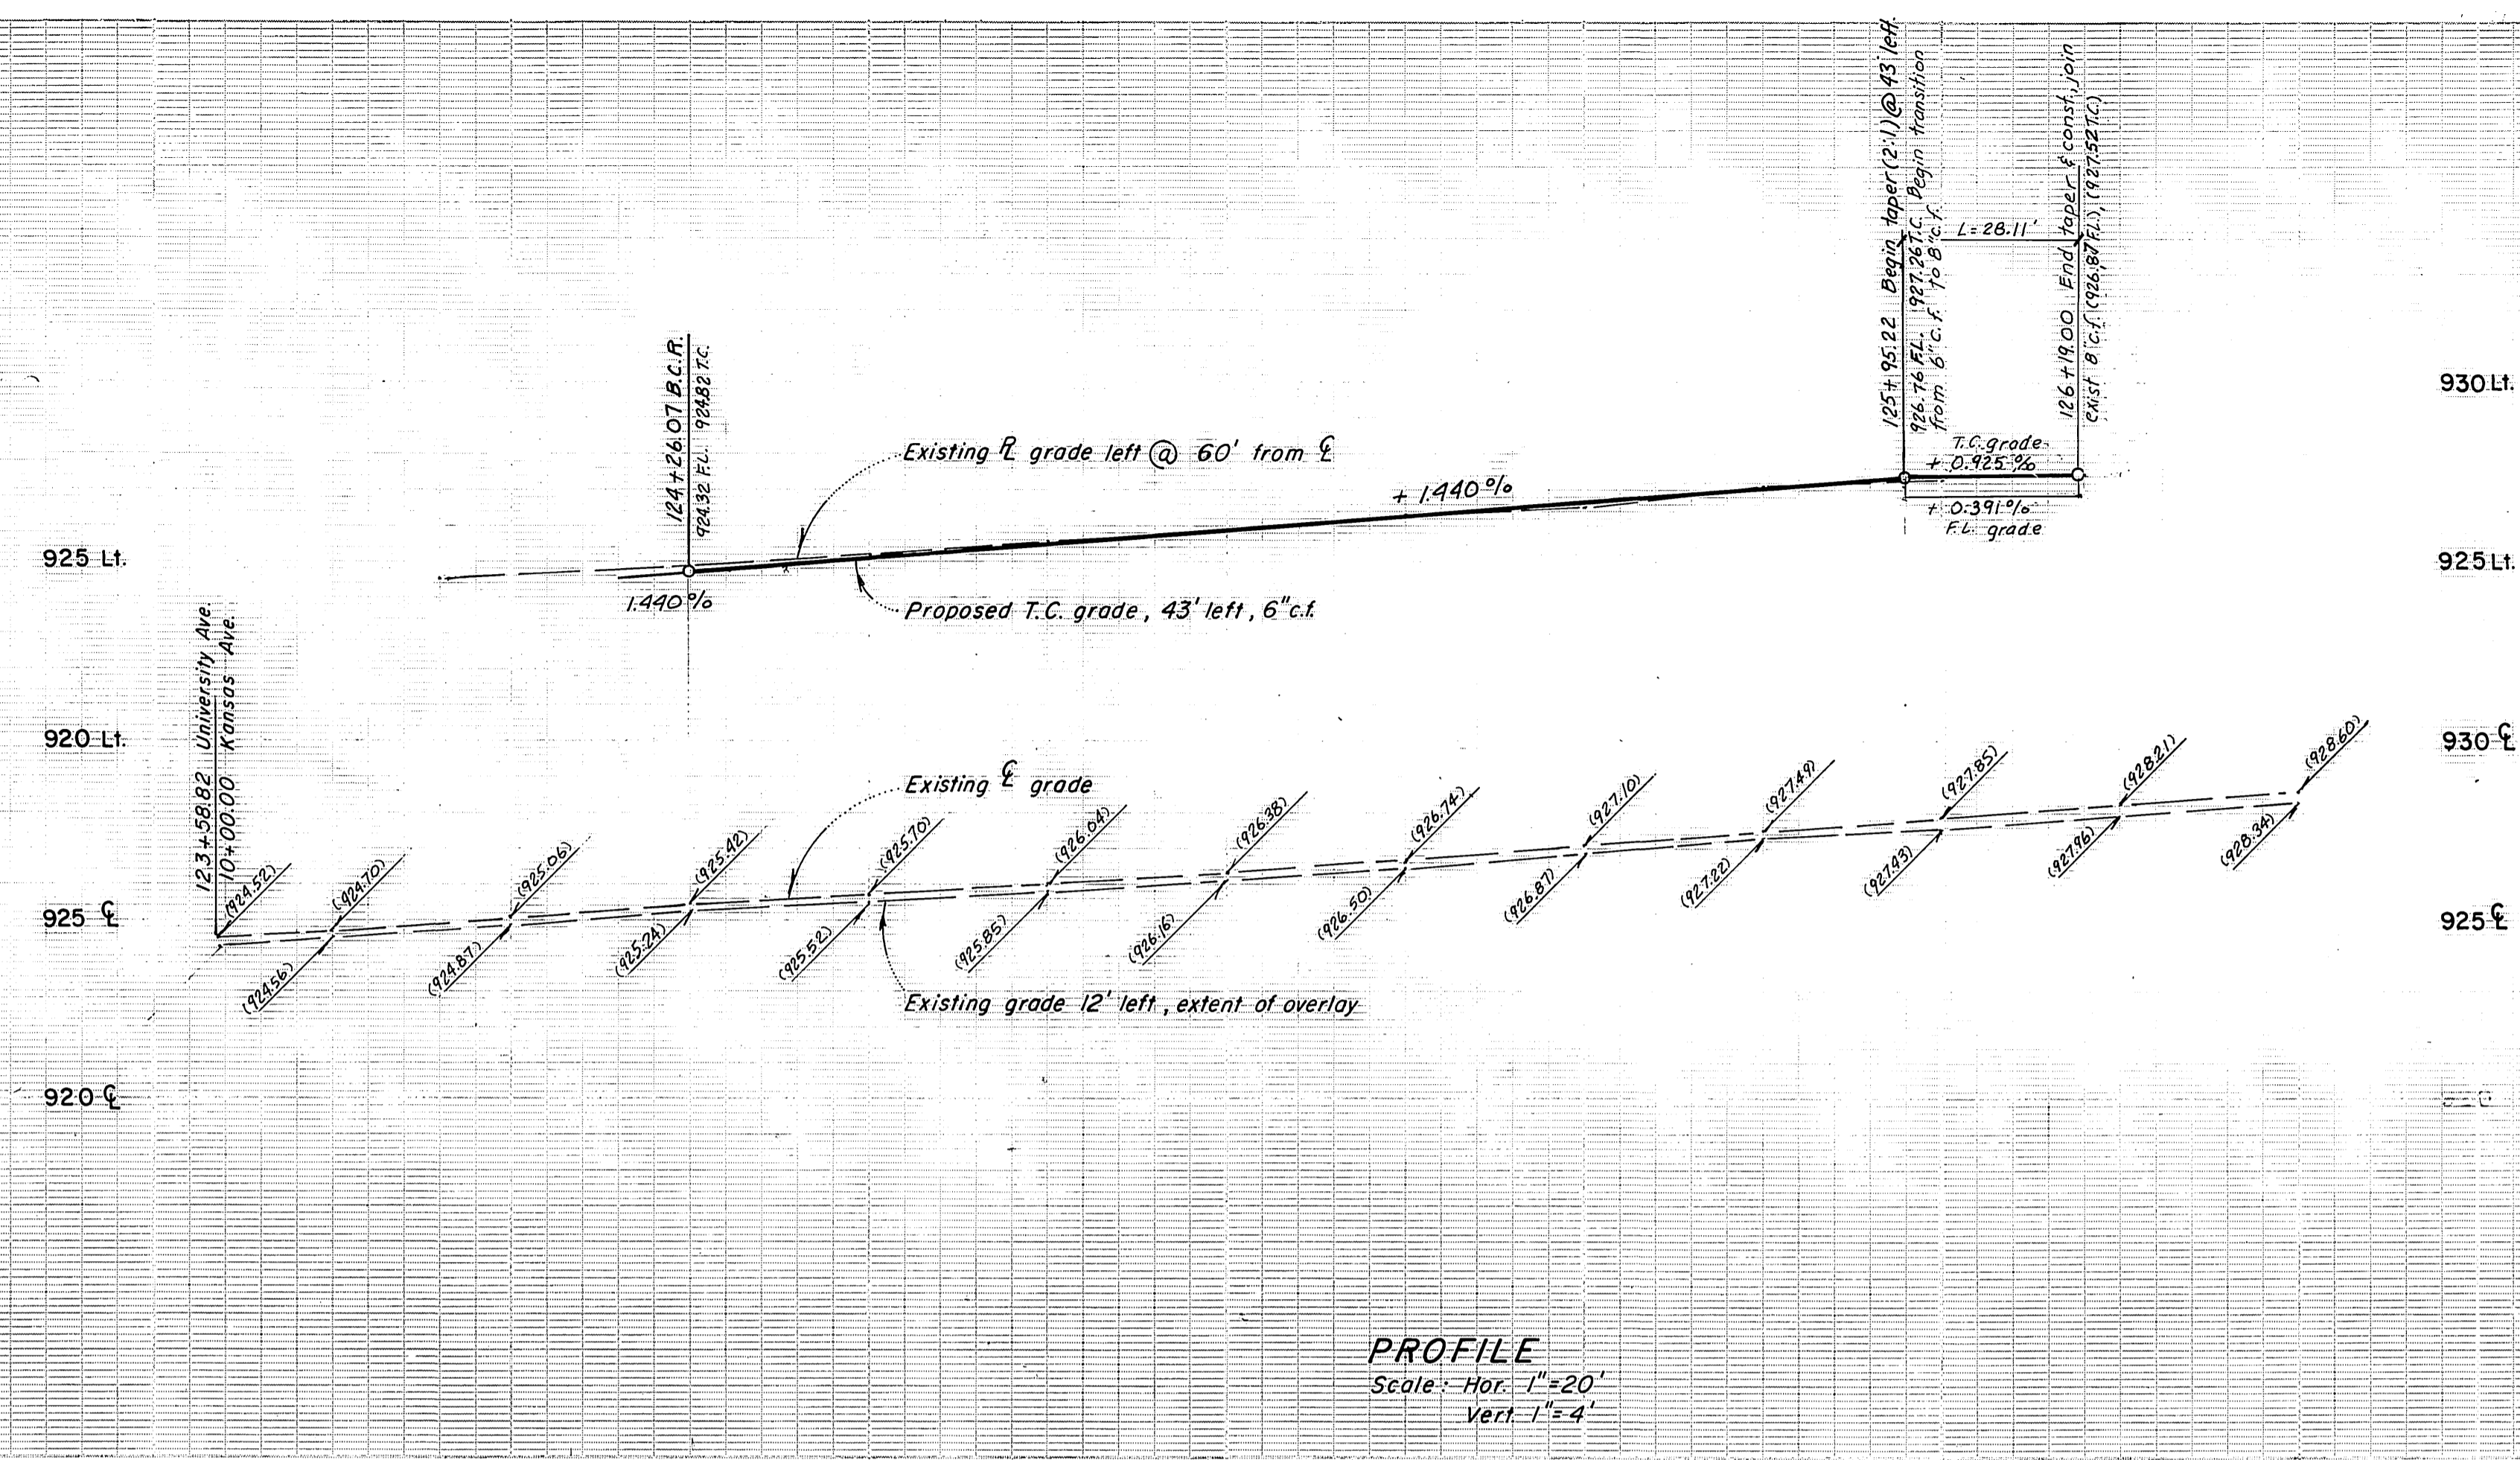 125+95.22 Begin taper (2:1) @ 43' left.
926.76 F.L. 927.26 T.C. Begin transition
from 6" c.f. to 8" c.f.
126+19.00 End taper & const, join
exist 8" c.f. (926.87 F.L.), (927.52 T.C.)
L=28.11'
124+26.07 B.C.R.
924.32 F.L. 924.82 T.C.
930 Lt.
Existing ⅊ grade left @ 60' from ℄
+ 1.440%
T.C. grade
+ 0.925%
+ 0.391%
F.L. grade
925 Lt.
925 Lt.
1.440%
Proposed T.C. grade, 43' left, 6" c.f.
123+58.82 University Ave.
10+00.00 Kansas Ave.
920 Lt.
930 ℄
Existing ℄ grade
(924.52)
(924.70)
(925.06)
(925.42)
(925.70)
(926.04)
(926.38)
(926.74)
(927.10)
(927.49)
(927.85)
(928.21)
(928.60)
925 ℄
925 ℄
(924.56)
(924.87)
(925.24)
(925.52)
(925.85)
(926.16)
(926.50)
(926.87)
(927.22)
(927.43)
(927.96)
(928.34)
Existing grade 12' left, extent of overlay
920 ℄
PROFILE
Scale: Hor. 1"=20'
Vert. 1"=4'